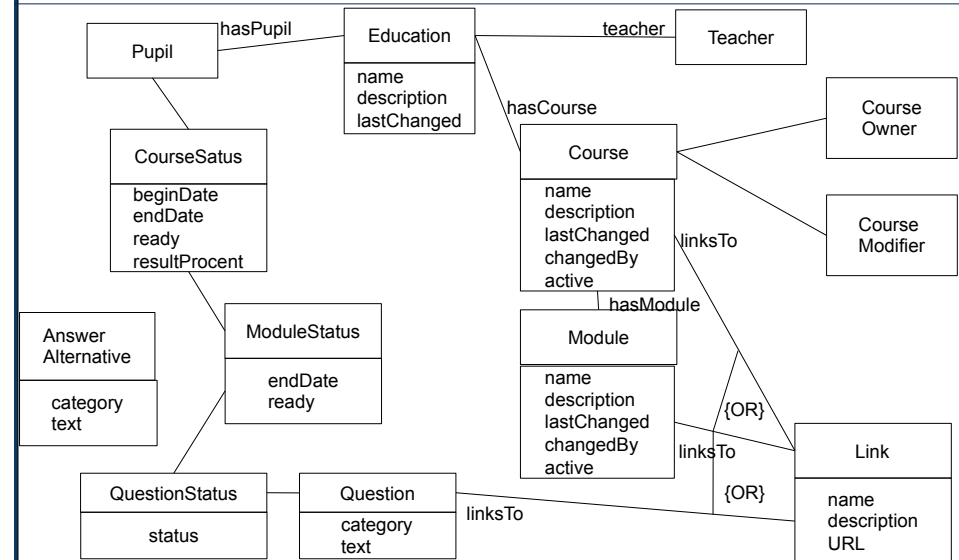 hasPupil
Education
teacher
Teacher
Pupil
name
description
lastChanged
hasCourse
Course
Owner
CourseSatus
Course
beginDate
endDate
ready
resultProcent
name
description
lastChanged
changedBy
active
linksTo
Course
Modifier
hasModule
Answer
Alternative
ModuleStatus
Module
category
text
endDate
ready
name
description
lastChanged
changedBy
active
{OR}
linksTo
Link
QuestionStatus
Question
{OR}
status
category
text
linksTo
name
description
URL